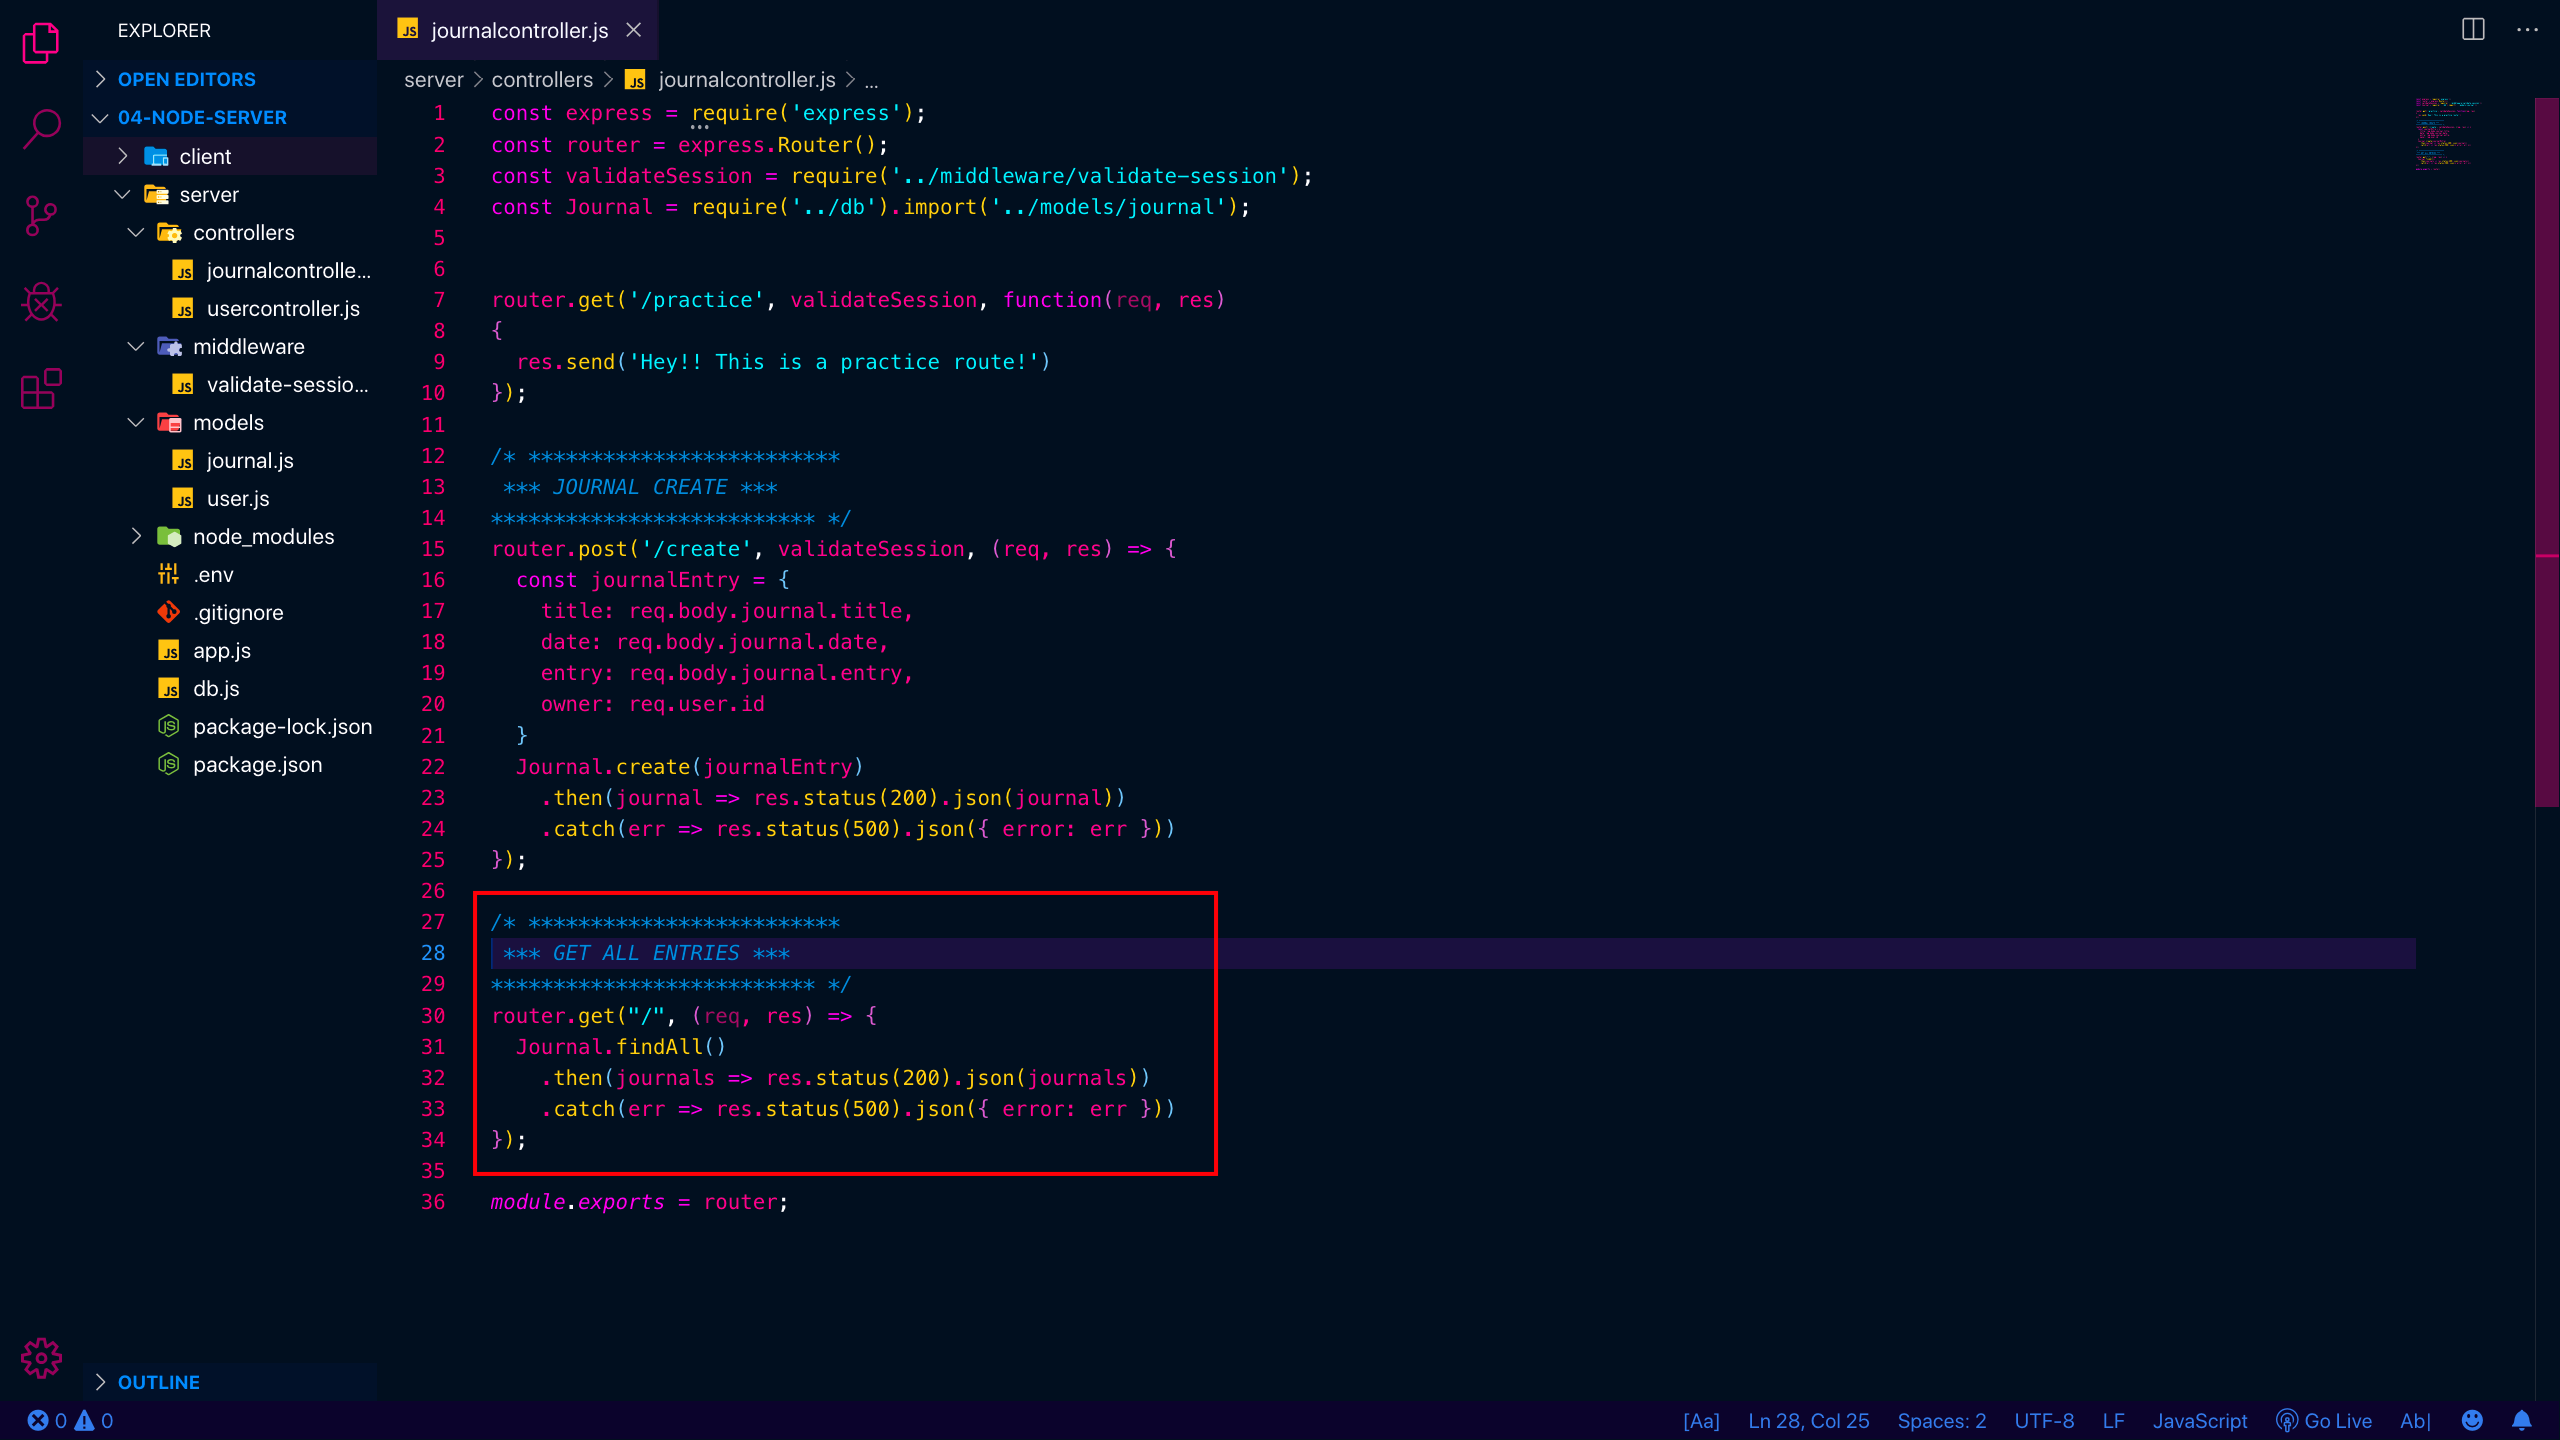 EXPLORER
OPEN EDITORS
04-NODE-SERVER
client
server
controllers
journalcontrolle...
usercontroller.js
middleware
validate-sessio...
models
journal.js
user.js
node_modules
.env
.gitignore
app.js
db.js
package-lock.json
package.json
OUTLINE
JS journalcontroller.js
server > controllers > JS journalcontroller.js > ...
1 const express = require('express');
2 const router = express.Router();
3 const validateSession = require('../middleware/validate-session');
4 const Journal = require('../db').import('../models/journal');
5
6
7 router.get('/practice', validateSession, function(req, res)
8 {
9   res.send('Hey!! This is a practice route!')
10 });
11
12 /* *************************
13  *** JOURNAL CREATE ***
14 ************************** */
15 router.post('/create', validateSession, (req, res) => {
16   const journalEntry = {
17     title: req.body.journal.title,
18     date: req.body.journal.date,
19     entry: req.body.journal.entry,
20     owner: req.user.id
21   }
22   Journal.create(journalEntry)
23     .then(journal => res.status(200).json(journal))
24     .catch(err => res.status(500).json({ error: err }))
25 });
26
27 /* *************************
28  *** GET ALL ENTRIES ***
29 ************************** */
30 router.get("/", (req, res) => {
31   Journal.findAll()
32     .then(journals => res.status(200).json(journals))
33     .catch(err => res.status(500).json({ error: err }))
34 });
35
36 module.exports = router;
0 0 [Aa] Ln 28, Col 25 Spaces: 2 UTF-8 LF JavaScript Go Live Ab|